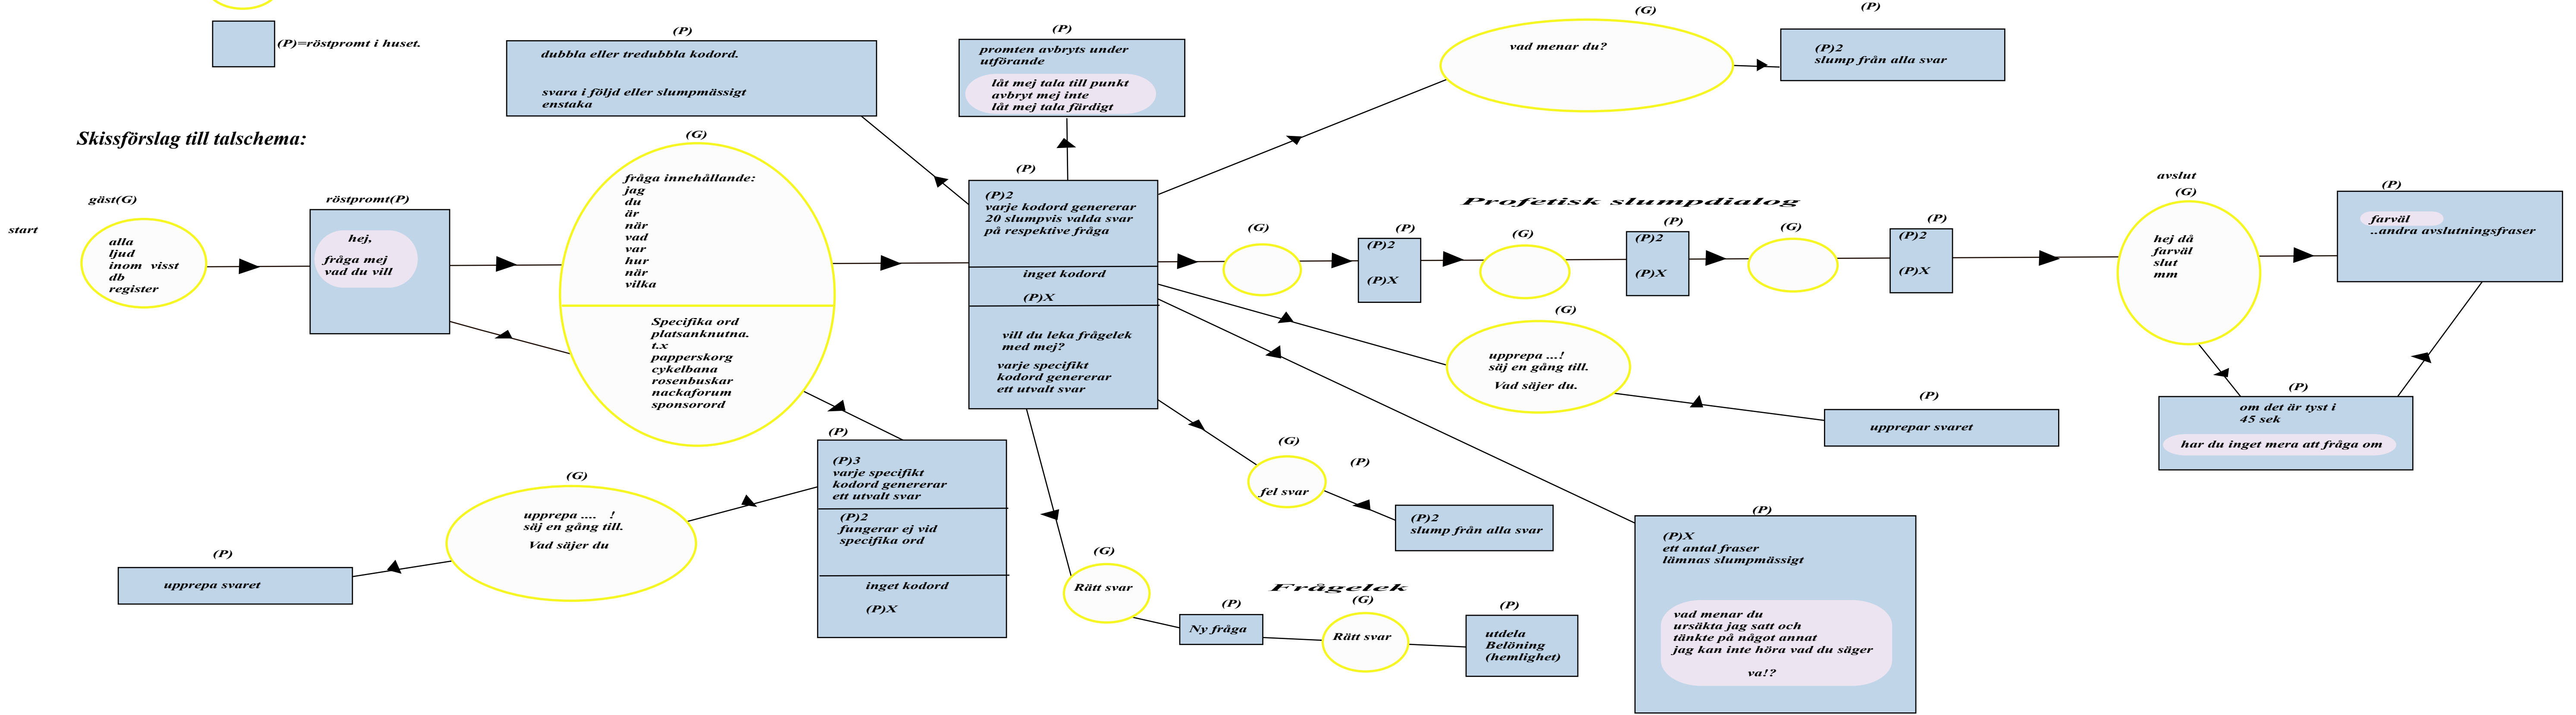 (P)=röstpromt i huset.
Skissförslag till talschema:
start
gäst(G)
alla
ljud
inom visst
db
register
röstpromt(P)
hej,
fråga mej
vad du vill
(G)
fråga innehållande:
jag
du
är
när
vad
var
hur
när
vilka
Specifika ord
platsanknutna.
t.x
papperskorg
cykelbana
rosenbuskar
nackaforum
sponsorord
(P)
dubbla eller tredubbla kodord.
svara i följd eller slumpmässigt
enstaka
(P)
promten avbryts under
utförande
låt mej tala till punkt
avbryt mej inte
låt mej tala färdigt
(P)
(P)2
varje kodord genererar
20 slumpvis valda svar
på respektive fråga
inget kodord
(P)X
vill du leka frågelek
med mej?
varje specifikt
kodord genererar
ett utvalt svar
(G)
vad menar du?
(P)
(P)2
slump från alla svar
Profetisk slumpdialog
(G)
(P)
(P)2
(P)X
(G)
(P)
(P)2
(P)X
(G)
(P)
(P)2
(P)X
avslut
(G)
hej då
farväl
slut
mm
(P)
farväl
..andra avslutningsfraser
(P)
om det är tyst i
45 sek
har du inget mera att fråga om
(G)
upprepa ...!
säj en gång till.
Vad säjer du.
(P)
upprepar svaret
(P)
(P)3
varje specifikt
kodord genererar
ett utvalt svar
(P)2
fungerar ej vid
specifika ord
inget kodord
(P)X
(G)
upprepa .... !
säj en gång till.
Vad säjer du
(P)
upprepa svaret
(G)
fel svar
(P)
(P)2
slump från alla svar
(G)
Rätt svar
Frågelek
(P)
Ny fråga
(G)
Rätt svar
(P)
utdela
Belöning
(hemlighet)
(P)
(P)X
ett antal fraser
lämnas slumpmässigt
vad menar du
ursäkta jag satt och
tänkte på något annat
jag kan inte höra vad du säger
va!?